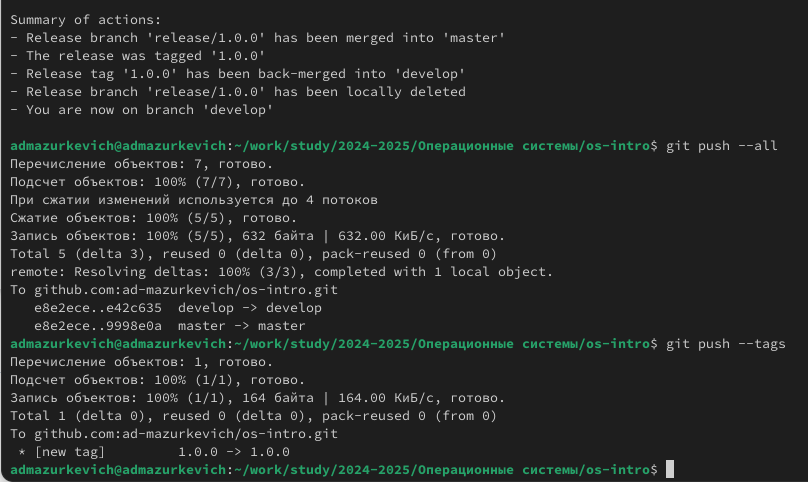 Summary of actions:
- Release branch 'release/1.0.0' has been merged into 'master'
- The release was tagged '1.0.0'
- Release tag '1.0.0' has been back-merged into 'develop'
- Release branch 'release/1.0.0' has been locally deleted
- You are now on branch 'develop'
admazurkevich@admazurkevich:~/work/study/2024-2025/Операционные системы/os-intro$ git push --all
Перечисление объектов: 7, готово.
Подсчет объектов: 100% (7/7), готово.
При сжатии изменений используется до 4 потоков
Сжатие объектов: 100% (5/5), готово.
Запись объектов: 100% (5/5), 632 байта | 632.00 КиБ/с, готово.
Total 5 (delta 3), reused 0 (delta 0), pack-reused 0 (from 0)
remote: Resolving deltas: 100% (3/3), completed with 1 local object.
To github.com:ad-mazurkevich/os-intro.git
   e8e2ece..e42c635  develop -> develop
   e8e2ece..9998e0a  master -> master
admazurkevich@admazurkevich:~/work/study/2024-2025/Операционные системы/os-intro$ git push --tags
Перечисление объектов: 1, готово.
Подсчет объектов: 100% (1/1), готово.
Запись объектов: 100% (1/1), 164 байта | 164.00 КиБ/с, готово.
Total 1 (delta 0), reused 0 (delta 0), pack-reused 0 (from 0)
To github.com:ad-mazurkevich/os-intro.git
 * [new tag]         1.0.0 -> 1.0.0
admazurkevich@admazurkevich:~/work/study/2024-2025/Операционные системы/os-intro$